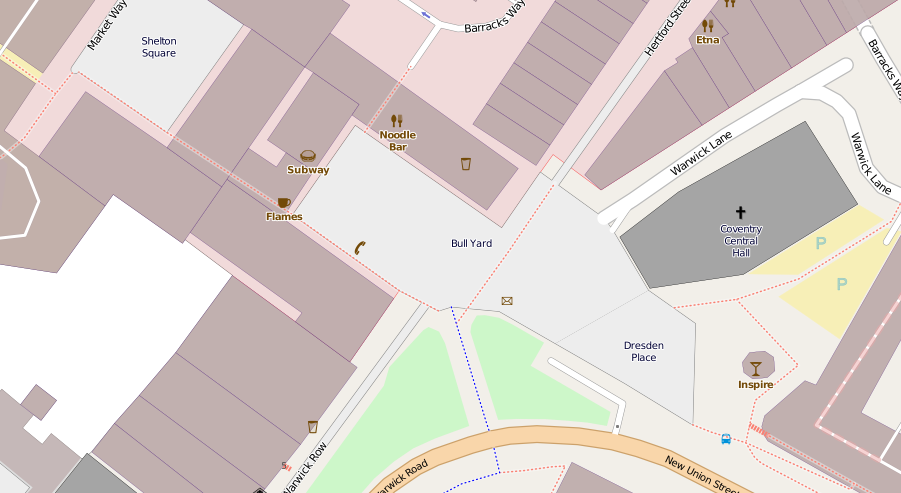 Market Way
Shelton
Square
Barracks Way
Hertford Street
Etna
Barracks Way
Noodle
Bar
Subway
Flames
Warwick Lane
Warwick Lane
Coventry
Central
Hall
P
P
Bull Yard
Dresden
Place
Inspire
Warwick Row
Warwick Road
New Union Street